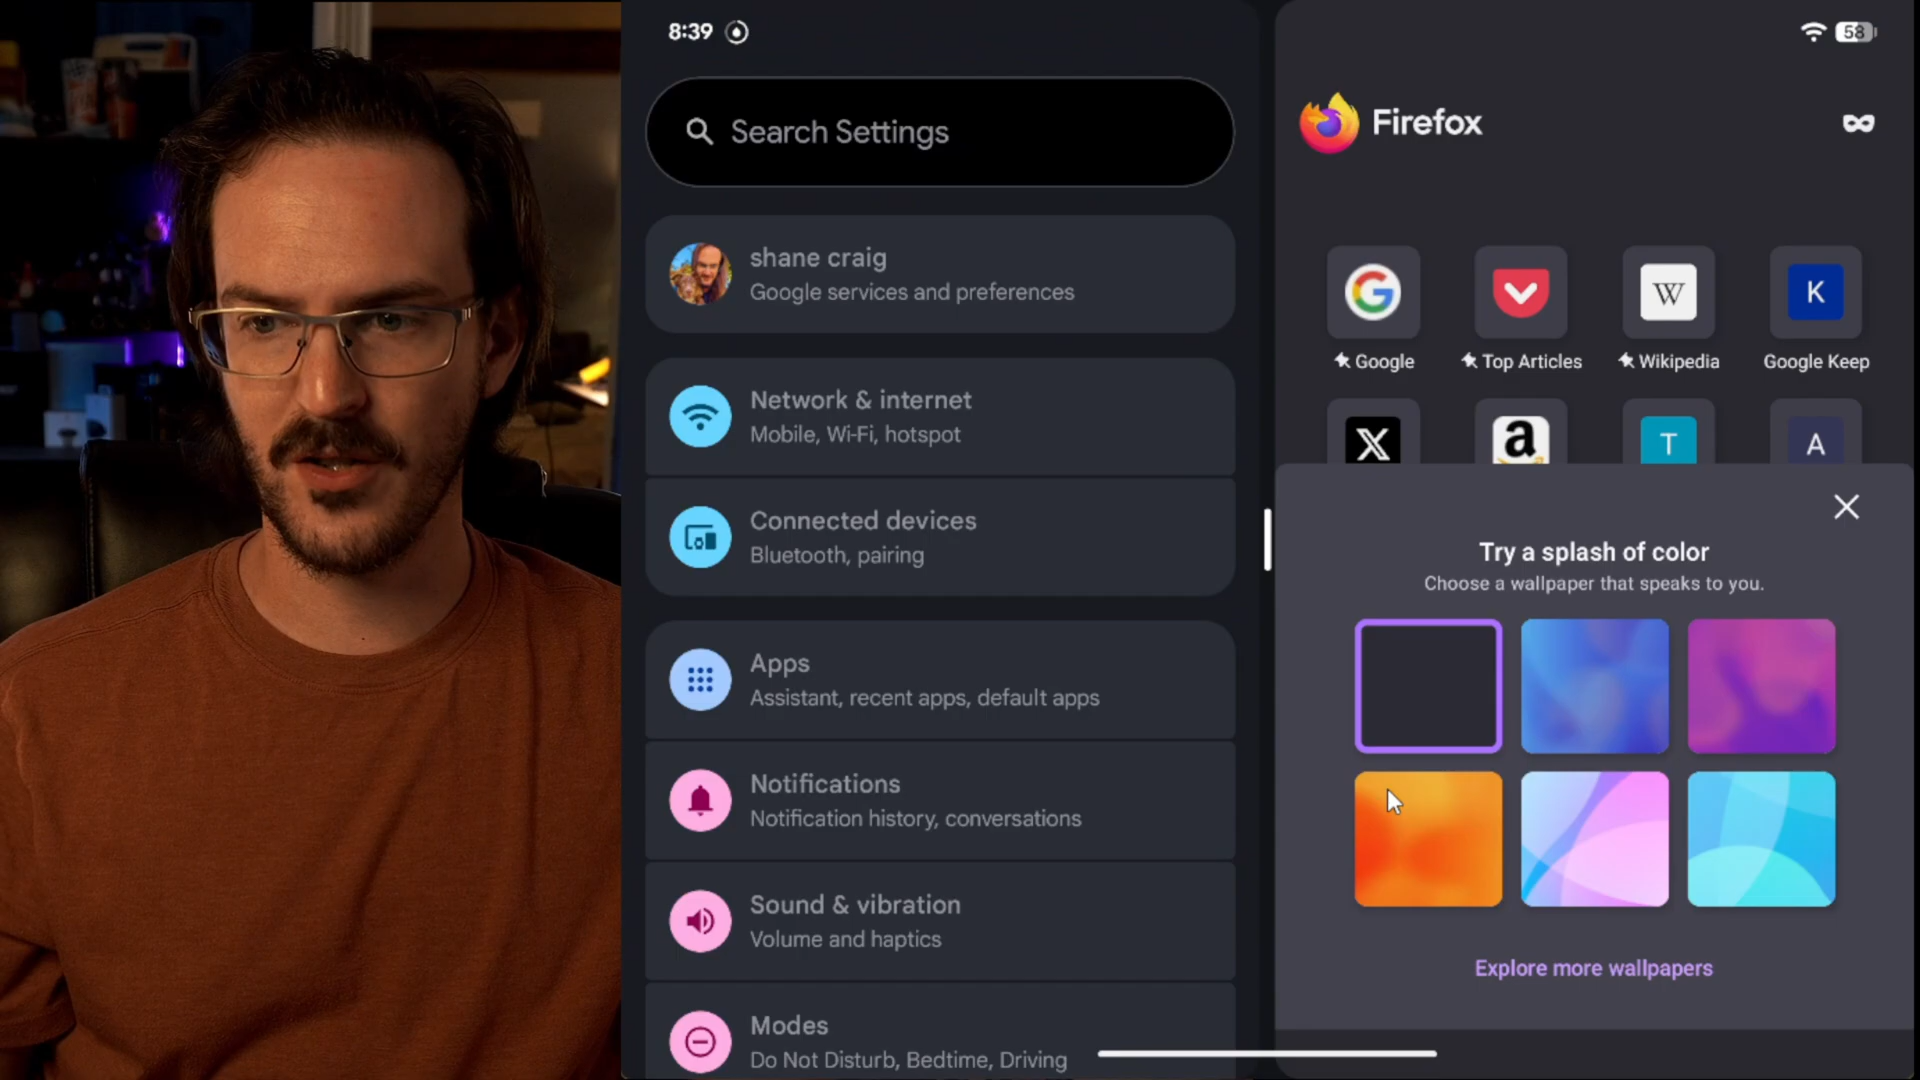 8:39
Search Settings
shane craig
Google services and preferences
Network & internet
Mobile, Wi-Fi, hotspot
Connected devices
Bluetooth, pairing
Apps
Assistant, recent apps, default apps
Notifications
Notification history, conversations
Sound & vibration
Volume and haptics
Modes
Do Not Disturb, Bedtime, Driving
58
Firefox
W
K
Google
Top Articles
Wikipedia
Google Keep
X
a
T
A
Try a splash of color
Choose a wallpaper that speaks to you.
Explore more wallpapers